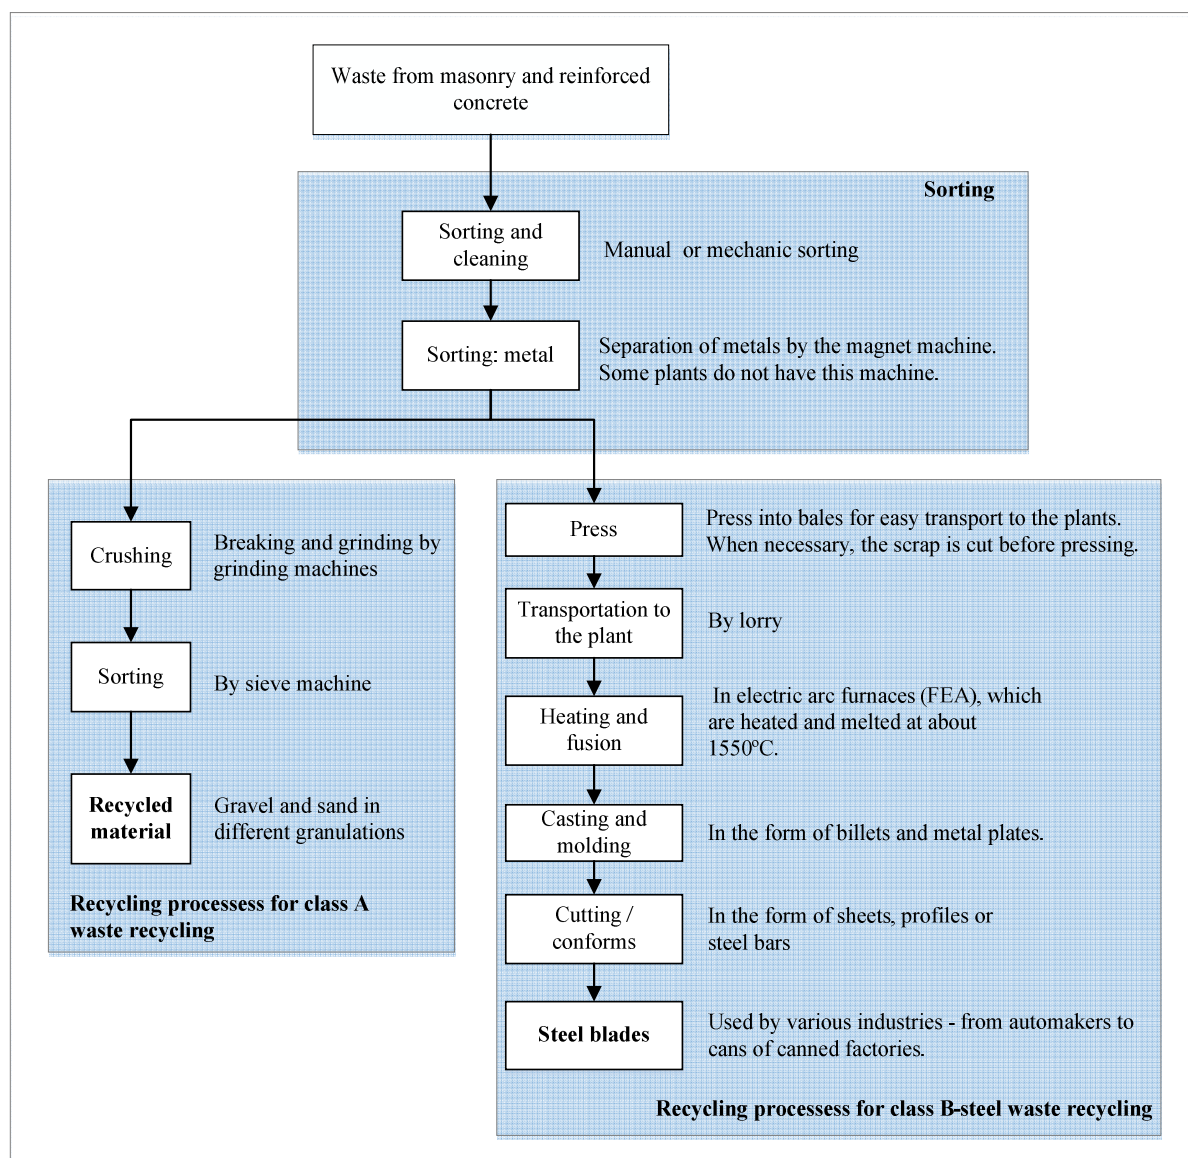 Waste from masonry and reinforced
concrete
Sorting
Sorting and
cleaning
Manual or mechanic sorting
Sorting: metal
Separation of metals by the magnet machine.
Some plants do not have this machine.
Crushing
Breaking and grinding by
grinding machines
Sorting
By sieve machine
Recycled
material
Gravel and sand in
different granulations
Recycling processess for class A
waste recycling
Press
Press into bales for easy transport to the plants.
When necessary, the scrap is cut before pressing.
Transportation to
the plant
By lorry
Heating and
fusion
In electric arc furnaces (FEA), which
are heated and melted at about
1550ºC.
Casting and
molding
In the form of billets and metal plates.
Cutting /
conforms
In the form of sheets, profiles or
steel bars
Steel blades
Used by various industries - from automakers to
cans of canned factories.
Recycling processess for class B-steel waste recycling